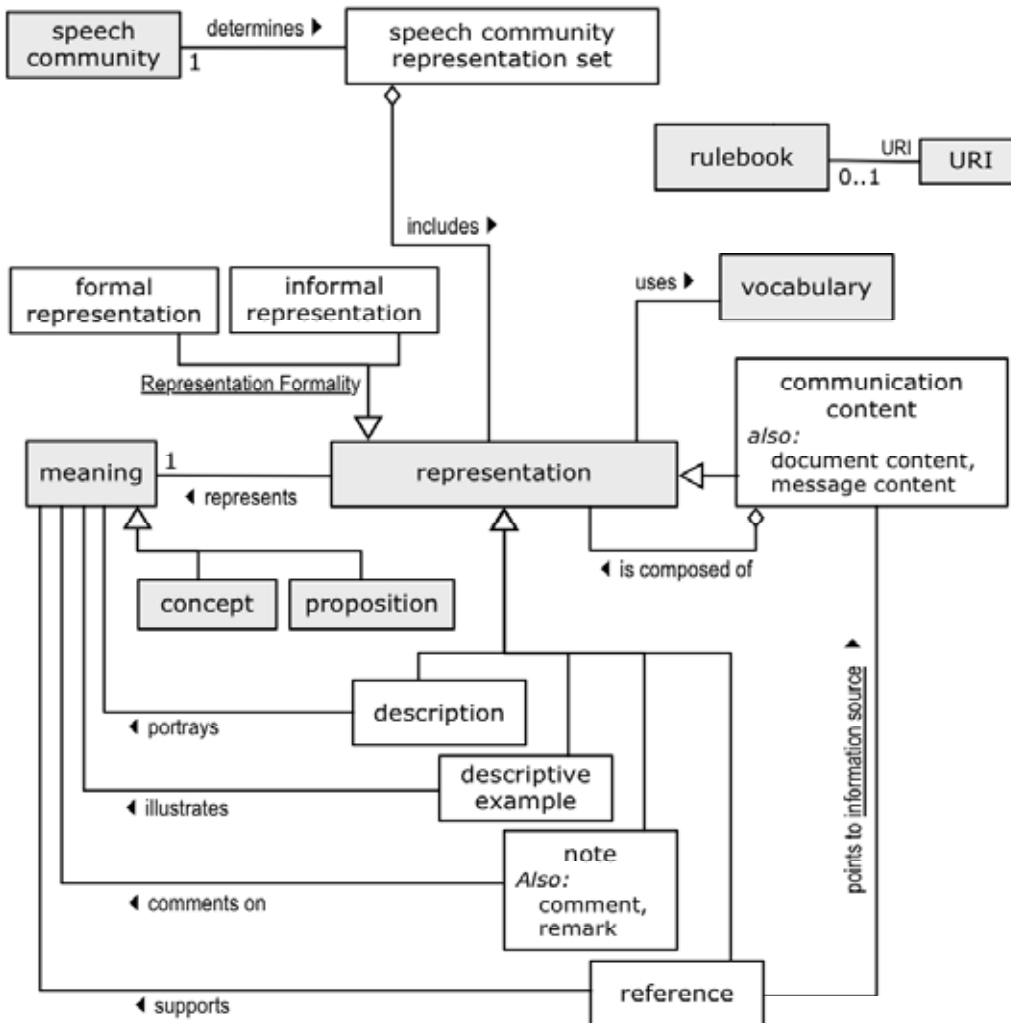 speech
community
1
determines ▶
speech community
representation set
rulebook
0..1
URI
URI
includes ▶
formal
representation
informal
representation
Representation Formality
uses ▶
vocabulary
communication
content
also:
document content,
message content
meaning
1
◀ represents
representation
◀ is composed of
concept
proposition
points to information source ▶
description
◀ portrays
descriptive
example
◀ illustrates
note
Also:
comment,
remark
◀ comments on
reference
◀ supports